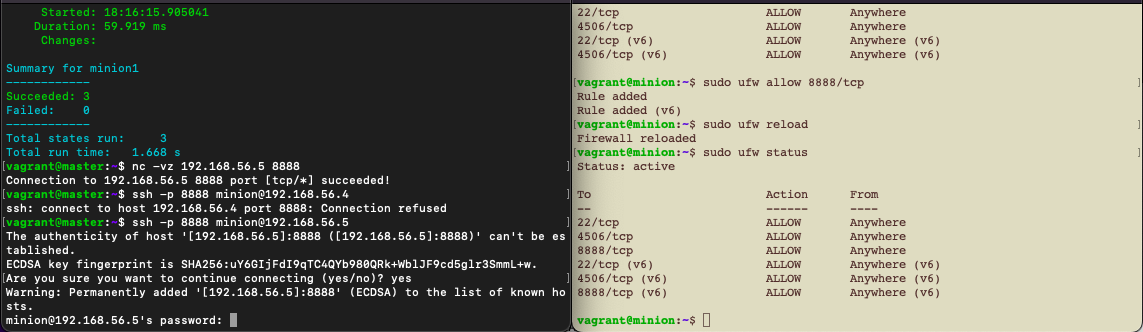 Started: 18:16:15.905041
Duration: 59.919 ms
Changes:
Summary for minion1
------------
Succeeded: 3
Failed:    0
------------
Total states run:     3
Total run time:   1.668 s
[vagrant@master:~$ nc -vz 192.168.56.5 8888 ]
Connection to 192.168.56.5 8888 port [tcp/*] succeeded!
[vagrant@master:~$ ssh -p 8888 minion@192.168.56.4 ]
ssh: connect to host 192.168.56.4 port 8888: Connection refused
[vagrant@master:~$ ssh -p 8888 minion@192.168.56.5 ]
The authenticity of host '[192.168.56.5]:8888 ([192.168.56.5]:8888)' can't be es
tablished.
ECDSA key fingerprint is SHA256:uY6GIjFdI9qTC4QYb980QRk+WblJF9cd5glr3SmmL+w.
[Are you sure you want to continue connecting (yes/no)? yes ]
Warning: Permanently added '[192.168.56.5]:8888' (ECDSA) to the list of known ho
sts.
minion@192.168.56.5's password:
22/tcp                     ALLOW       Anywhere
4506/tcp                   ALLOW       Anywhere
22/tcp (v6)                ALLOW       Anywhere (v6)
4506/tcp (v6)              ALLOW       Anywhere (v6)
[vagrant@minion:~$ sudo ufw allow 8888/tcp ]
Rule added
Rule added (v6)
[vagrant@minion:~$ sudo ufw reload ]
Firewall reloaded
[vagrant@minion:~$ sudo ufw status ]
Status: active
To                         Action      From
--                         ------      ----
22/tcp                     ALLOW       Anywhere
4506/tcp                   ALLOW       Anywhere
8888/tcp                   ALLOW       Anywhere
22/tcp (v6)                ALLOW       Anywhere (v6)
4506/tcp (v6)              ALLOW       Anywhere (v6)
8888/tcp (v6)              ALLOW       Anywhere (v6)
vagrant@minion:~$